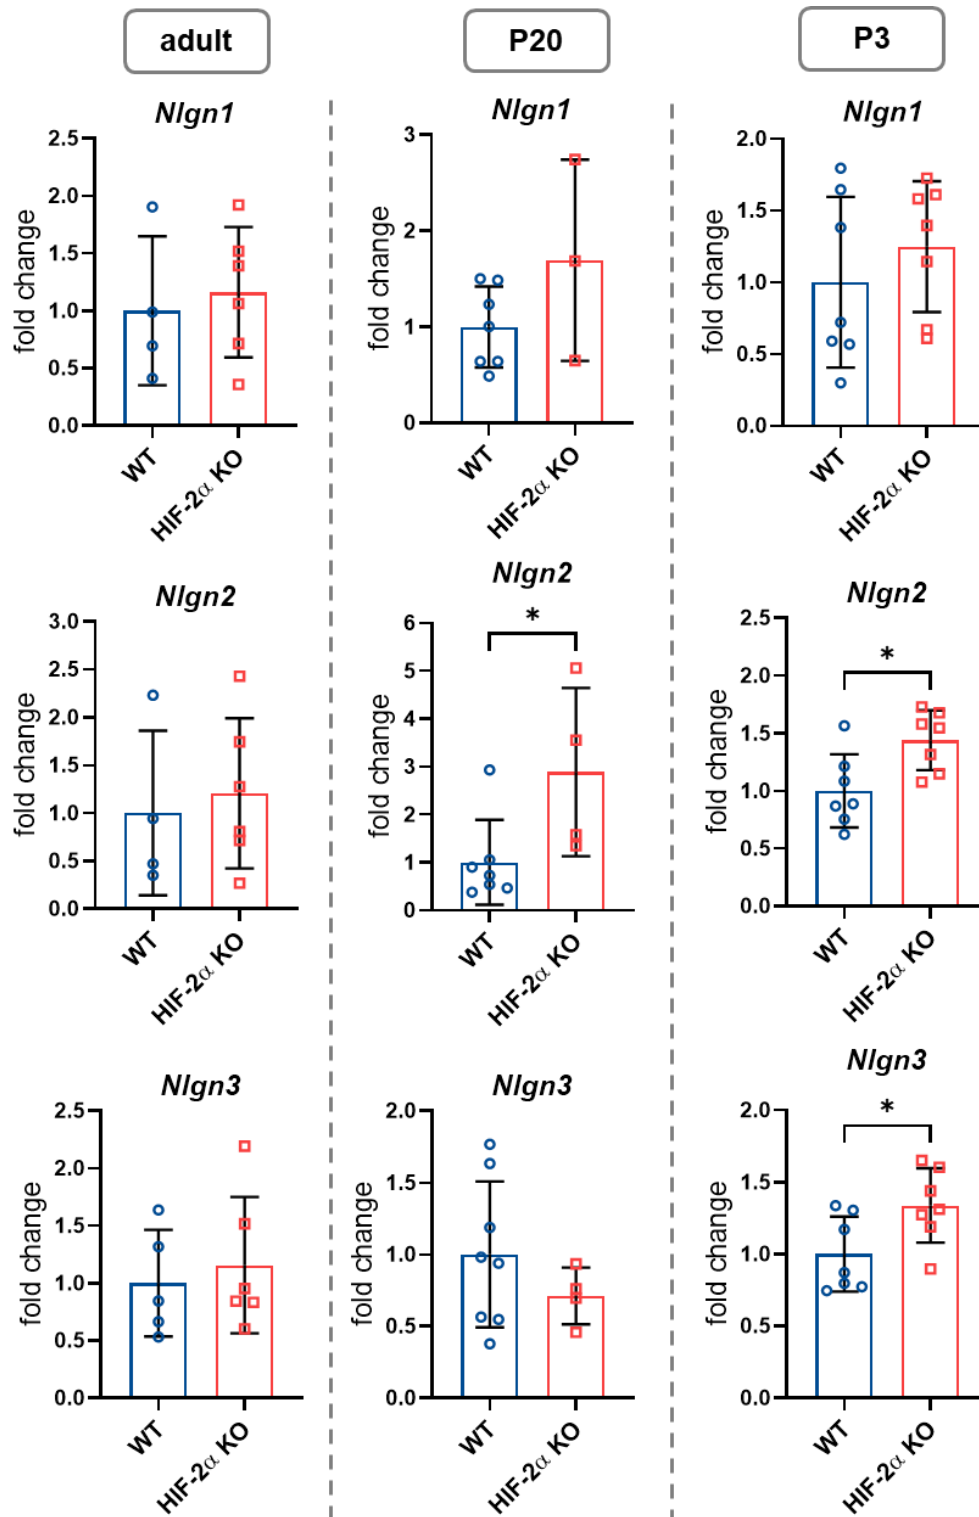 adult
P20
P3
Nlgn1
2.5
2.0
1.5
1.0
0.5
0.0
fold change
WT
HIF-2α KO
Nlgn1
3
2
1
0
fold change
WT
HIF-2α KO
Nlgn1
2.0
1.5
1.0
0.5
0.0
fold change
WT
HIF-2α KO
Nlgn2
3.0
2.5
2.0
1.5
1.0
0.5
0.0
fold change
WT
HIF-2α KO
Nlgn2
*
6
5
4
3
2
1
0
fold change
WT
HIF-2α KO
Nlgn2
*
2.5
2.0
1.5
1.0
0.5
0.0
fold change
WT
HIF-2α KO
Nlgn3
2.5
2.0
1.5
1.0
0.5
0.0
fold change
WT
HIF-2α KO
Nlgn3
2.0
1.5
1.0
0.5
0.0
fold change
WT
HIF-2α KO
Nlgn3
*
2.0
1.5
1.0
0.5
0.0
fold change
WT
HIF-2α KO